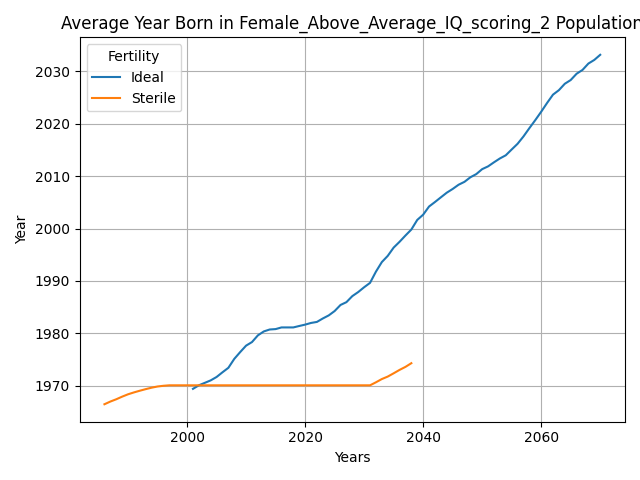 Average Year Born in Female_Above_Average_IQ_scoring_2 Population
Fertility
Ideal
Sterile
2030
2020
2010
2000
1990
1980
1970
Year
2000 2020 2040 2060
Years